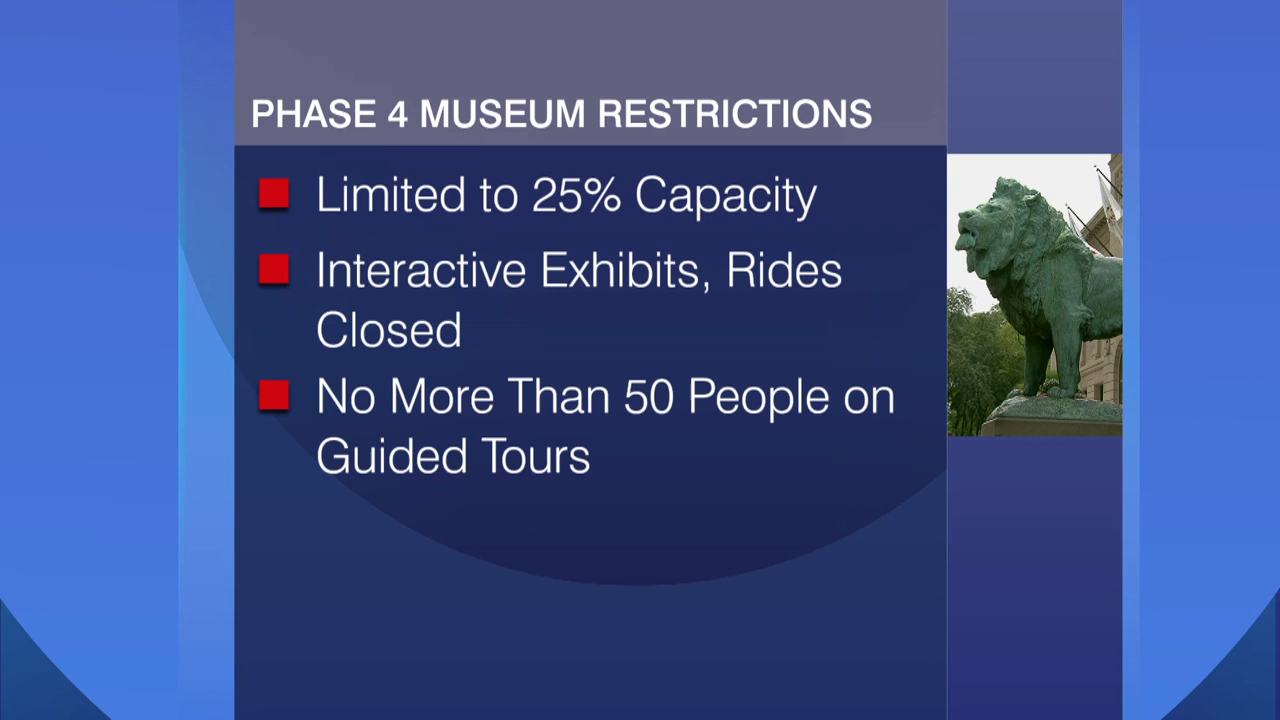 PHASE 4 MUSEUM RESTRICTIONS
Limited to 25% Capacity
Interactive Exhibits, Rides
Closed
No More Than 50 People on
Guided Tours